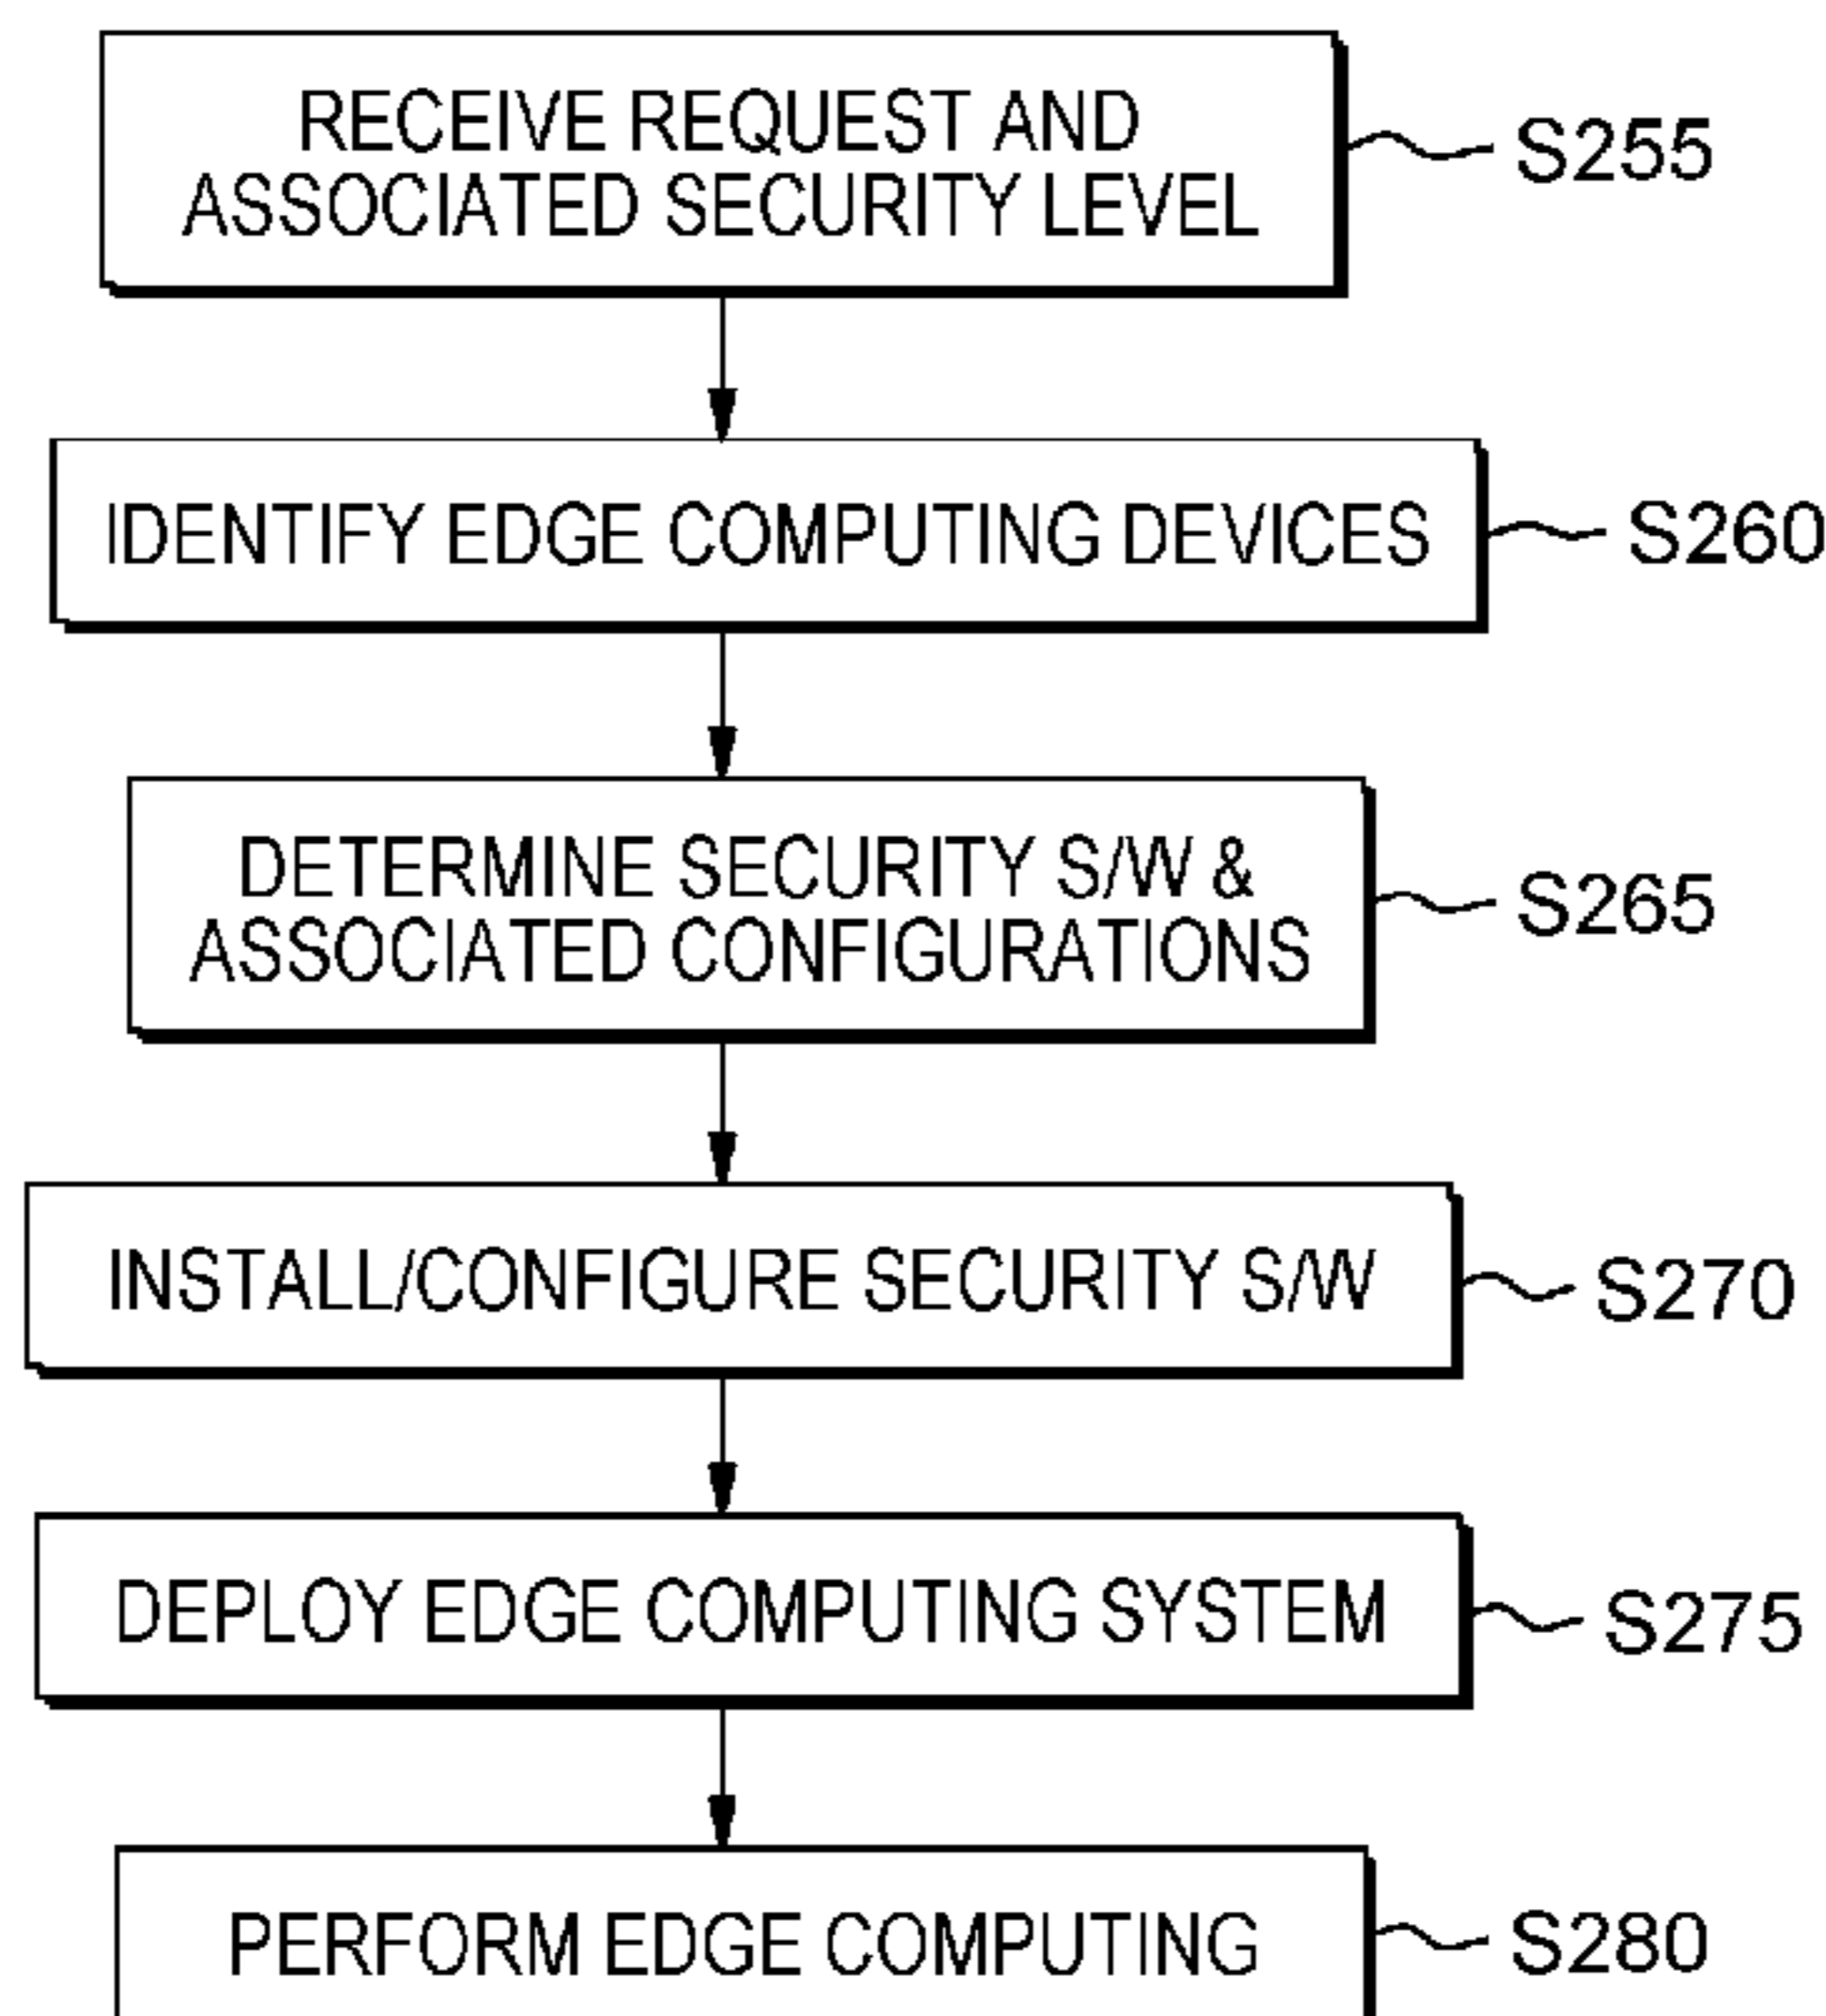 RECEIVE REQUEST AND
ASSOCIATED SECURITY LEVEL
S255
IDENTIFY EDGE COMPUTING DEVICES
S260
DETERMINE SECURITY S/W &
ASSOCIATED CONFIGURATIONS
S265
INSTALL/CONFIGURE SECURITY S/W
S270
DEPLOY EDGE COMPUTING SYSTEM
S275
PERFORM EDGE COMPUTING
S280